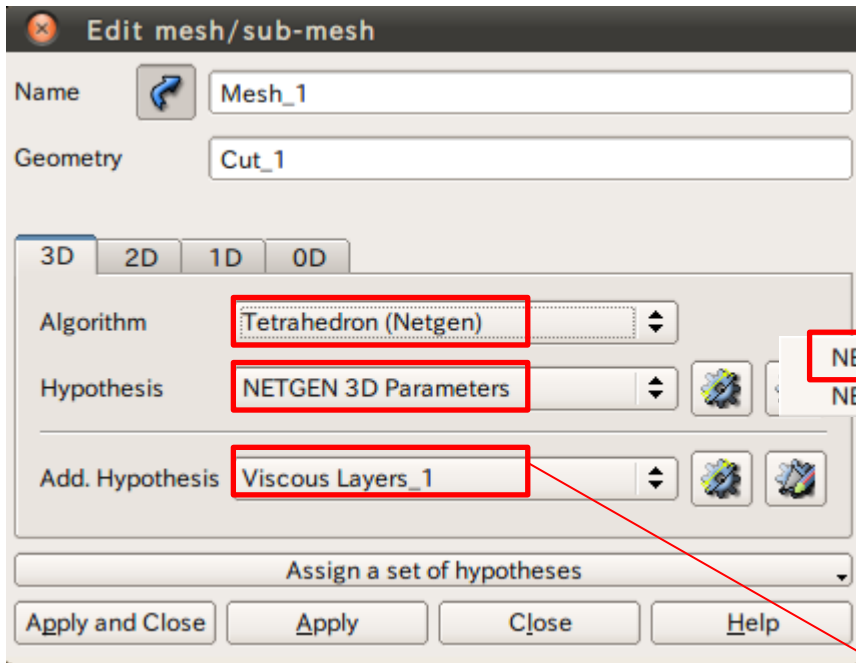 Edit mesh/sub-mesh
Name Mesh_1
Geometry Cut_1
3D 2D 1D 0D
Algorithm Tetrahedron (Netgen)
Hypothesis NETGEN 3D Parameters
Add. Hypothesis Viscous Layers_1
Assign a set of hypotheses
Apply and Close Apply Close Help